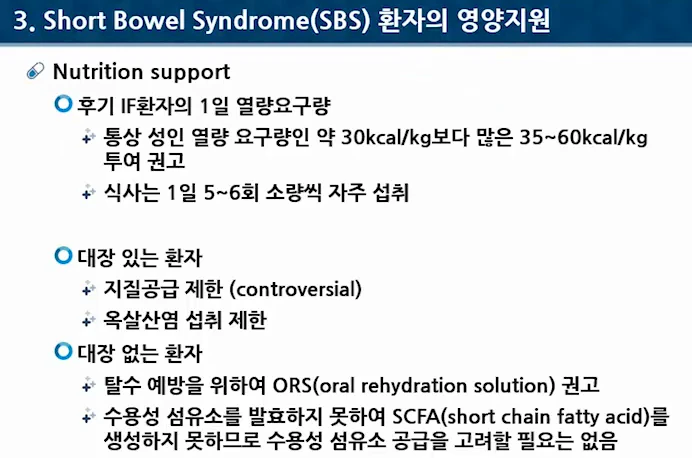 3. Short Bowel Syndrome(SBS) 환자의 영양지원
Nutrition support
후기 IF환자의 1일 열량요구량
통상 성인 열량 요구량인 약 30kcal/kg보다 많은 35~60kcal/kg
투여 권고
식사는 1일 5~6회 소량씩 자주 섭취
대장 있는 환자
지질공급 제한 (controversial)
옥살산염 섭취 제한
대장 없는 환자
탈수 예방을 위하여 ORS(oral rehydration solution) 권고
수용성 섬유소를 발효하지 못하여 SCFA(short chain fatty acid)를
생성하지 못하므로 수용성 섬유소 공급을 고려할 필요는 없음